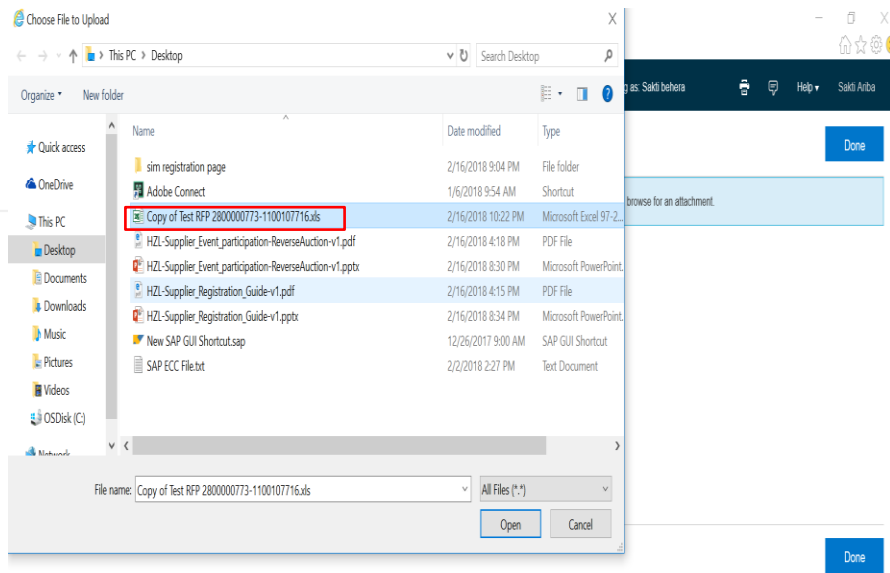 Choose File to Upload
This PC > Desktop
Search Desktop
Organize
New folder
g as: Sakti behera
Help
Sakti Ariba
Name
Date modified
Type
Done
Quick access
sim registration page 2/16/2018 9:04 PM File folder
OneDrive
Adobe Connect 1/6/2018 9:54 AM Shortcut
browse for an attachment.
This PC
Copy of Test RFP 2800000773-1100107716.xls 2/16/2018 10:22 PM Microsoft Excel 97-2...
Desktop
HZL-Supplier_Event_participation-ReverseAuction-v1.pdf 2/16/2018 4:18 PM PDF File
Documents
HZL-Supplier_Event_participation-ReverseAuction-v1.pptx 2/16/2018 8:30 PM Microsoft PowerPoint.
Downloads
HZL-Supplier_Registration_Guide-v1.pdf 2/16/2018 4:15 PM PDF File
Music
HZL-Supplier_Registration_Guide-v1.pptx 2/16/2018 8:34 PM Microsoft PowerPoint.
Pictures
New SAP GUI Shortcut.sap 12/26/2017 9:00 AM SAP GUI Shortcut
Videos
SAP ECC File.txt 2/2/2018 2:27 PM Text Document
OSDisk (C:)
Network
File name: Copy of Test RFP 2800000773-1100107716.xls
All Files (*.*)
Open
Cancel
Done